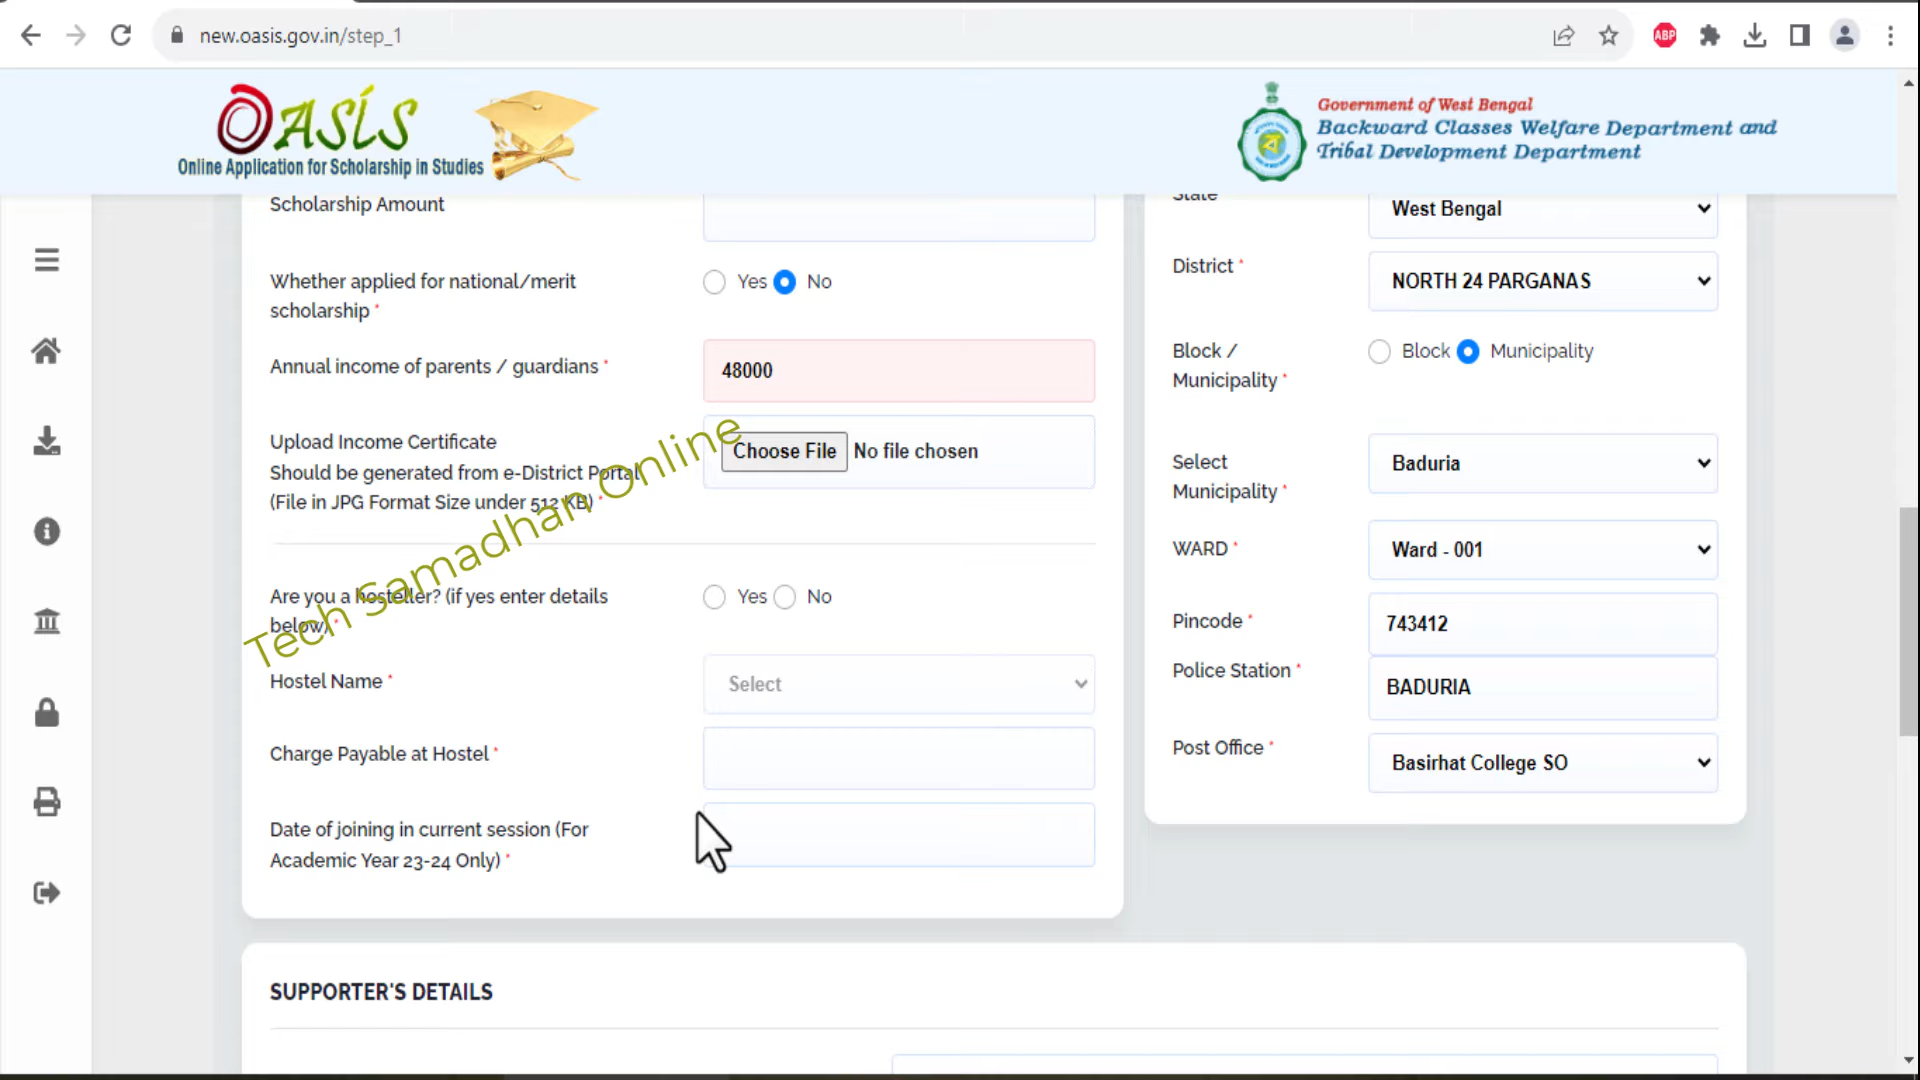 new.oasis.gov.in/step_1
ABP
OASIS
Online Application for Scholarship in Studies
Government of West Bengal
Backward Classes Welfare Department and
Tribal Development Department
Scholarship Amount
Whether applied for national/merit
scholarship *
Yes No
Annual income of parents / guardians *
48000
Upload Income Certificate
Should be generated from e-District Portal
(File in JPG Format Size under 512 KB) *
Choose File No file chosen
Are you a hosteller? (if yes enter details
below) *
Yes No
Hostel Name *
Select
Charge Payable at Hostel *
Date of joining in current session (For
Academic Year 23-24 Only) *
Tech Samadhan Online
State
West Bengal
District *
NORTH 24 PARGANAS
Block /
Municipality *
Block Municipality
Select
Municipality *
Baduria
WARD *
Ward - 001
Pincode *
743412
Police Station *
BADURIA
Post Office *
Basirhat College SO
SUPPORTER'S DETAILS